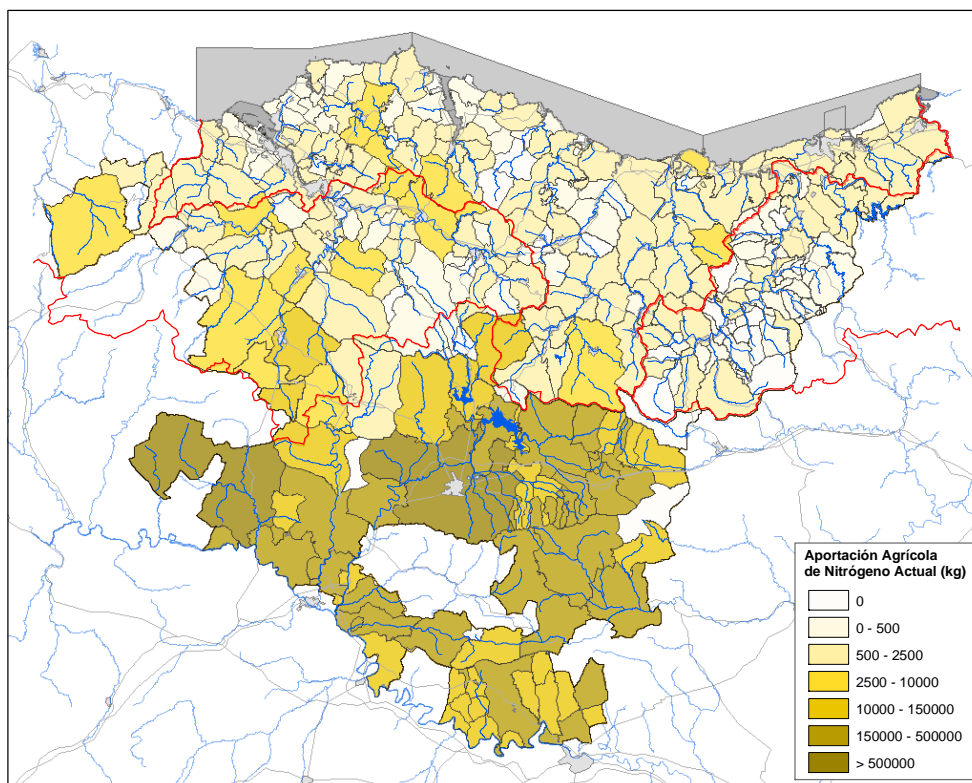 Aportación Agrícola
de Nitrógeno Actual (kg)
0
0 - 500
500 - 2500
2500 - 10000
10000 - 150000
150000 - 500000
> 500000